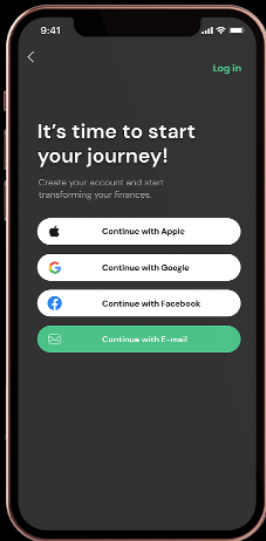 9:41
Log in
It's time to start
your journey!
Create your account and start
transforming your finances.
Continue with Apple
Continue with Google
Continue with Facebook
Continue with E-mail